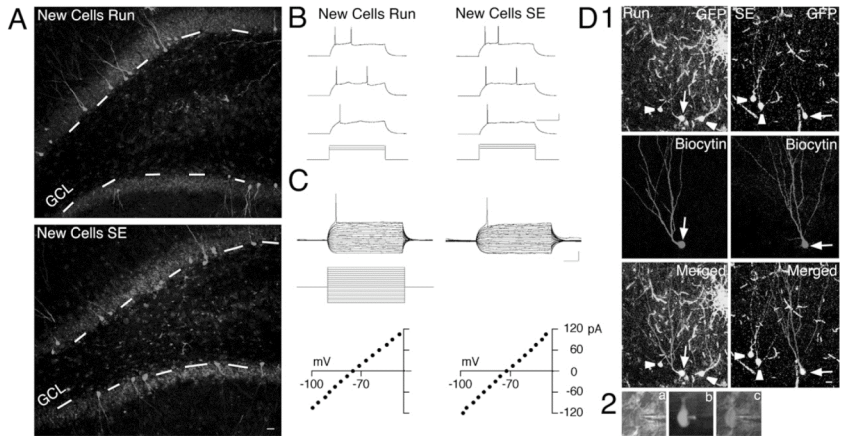 A
New Cells Run
GCL
New Cells SE
GCL
B
New Cells Run
New Cells SE
C
mV
-100
-70
mV
-100
-70
120
pA
60
0
-60
-120
D1
Run
GFP
SE
GFP
Biocytin
Biocytin
Merged
Merged
2
a
b
c